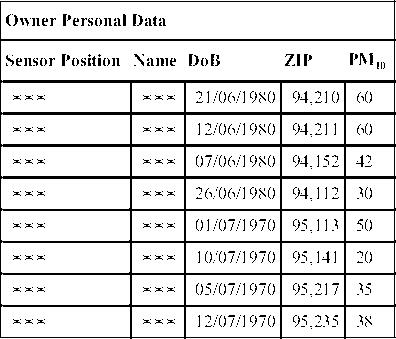 Owner Personal Data
Sensor Position Name DoB ZIP PM10
*** *** 21/06/1980 94,210 60
*** *** 12/06/1980 94,211 60
*** *** 07/06/1980 94,152 42
*** *** 26/06/1980 94,112 30
*** *** 01/07/1970 95,113 50
*** *** 10/07/1970 95,141 20
*** *** 05/07/1970 95,217 35
*** *** 12/07/1970 95,235 38